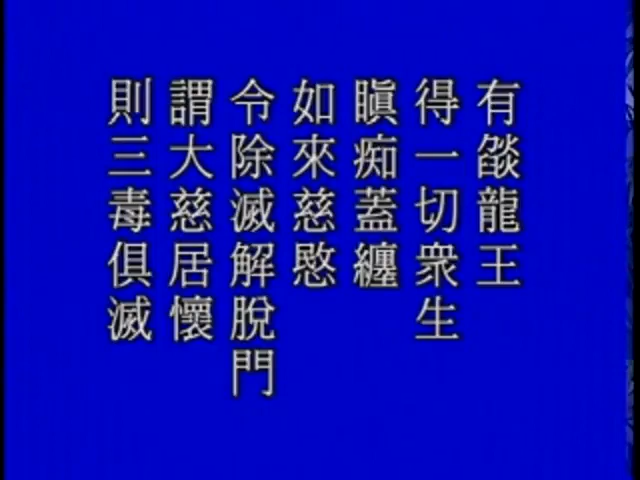 有燄龍王
得一切衆生
瞋痴蓋纏
如來慈愍
令除滅解脫門
謂大慈居懷
則三毒俱滅